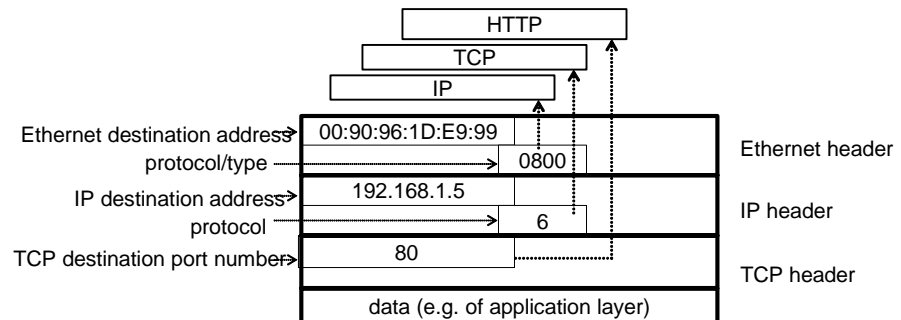 HTTP
TCP
IP
Ethernet destination address
00:90:96:1D:E9:99
protocol/type
0800
Ethernet header
IP destination address
192.168.1.5
protocol
6
IP header
TCP destination port number
80
TCP header
data (e.g. of application layer)